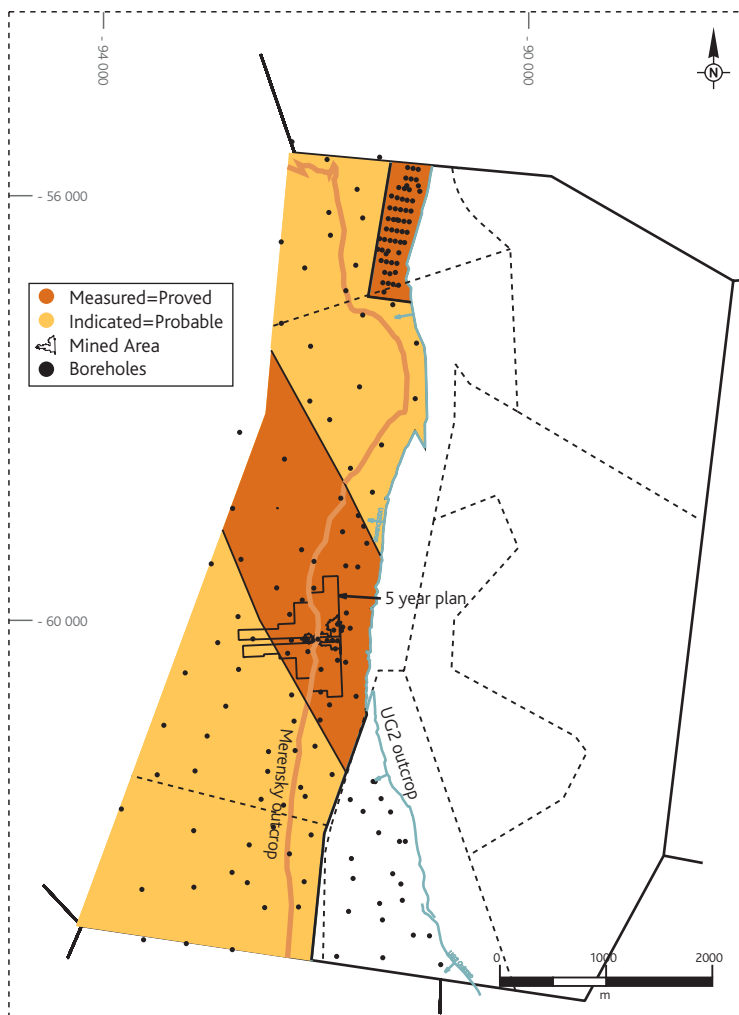 - 94 000
- 90 000
N
- 56 000
Measured=Proved
Indicated=Probable
Mined Area
Boreholes
5 year plan
- 60 000
UG2 outcrop
Merensky outcrop
0
1000
2000
m